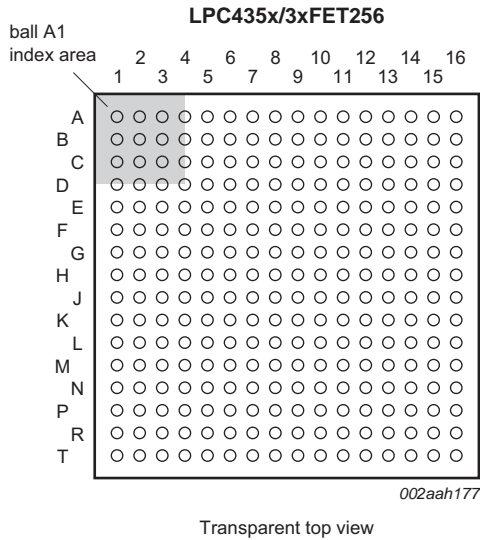 LPC435x/3xFET256
ball A1
index area
2 4 6 8 10 12 14 16
1 3 5 7 9 11 13 15
A
B
C
D
E
F
G
H
J
K
L
M
N
P
R
T
002aah177
Transparent top view